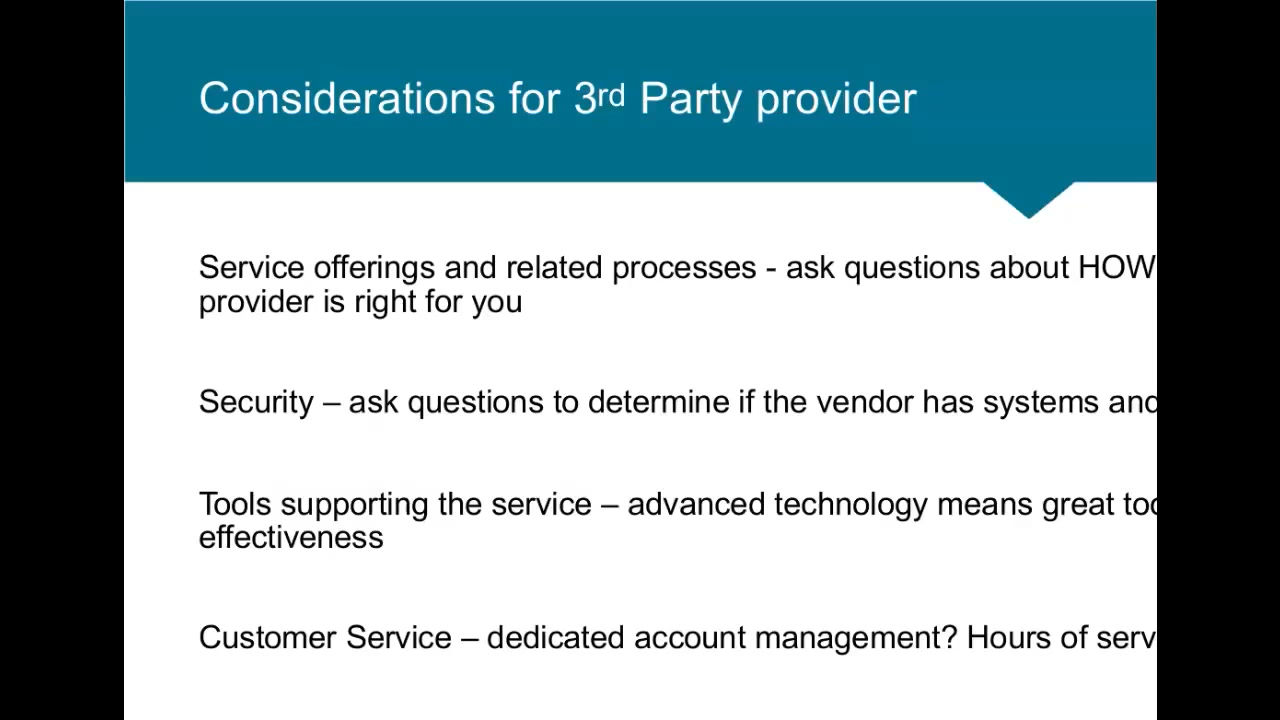 Considerations for 3rd Party provider
Service offerings and related processes - ask questions about HOW
provider is right for you
Security – ask questions to determine if the vendor has systems and
Tools supporting the service – advanced technology means great
effectiveness
Customer Service – dedicated account management? Hours of